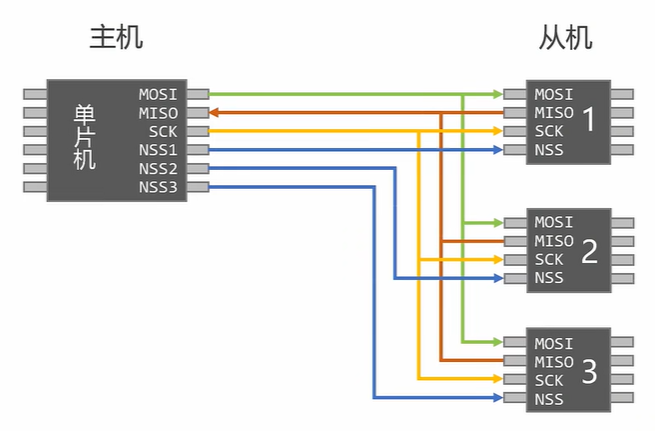 主机
从机
单片机
MOSI
MISO
SCK
NSS1
NSS2
NSS3
MOSI
MISO
SCK
NSS
1
MOSI
MISO
SCK
NSS
2
MOSI
MISO
SCK
NSS
3